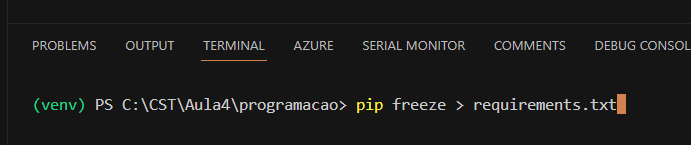 PROBLEMS OUTPUT TERMINAL AZURE SERIAL MONITOR COMMENTS DEBUG CONSOL
(venv) PS C:\CST\Aula4\programacao> pip freeze > requirements.txt